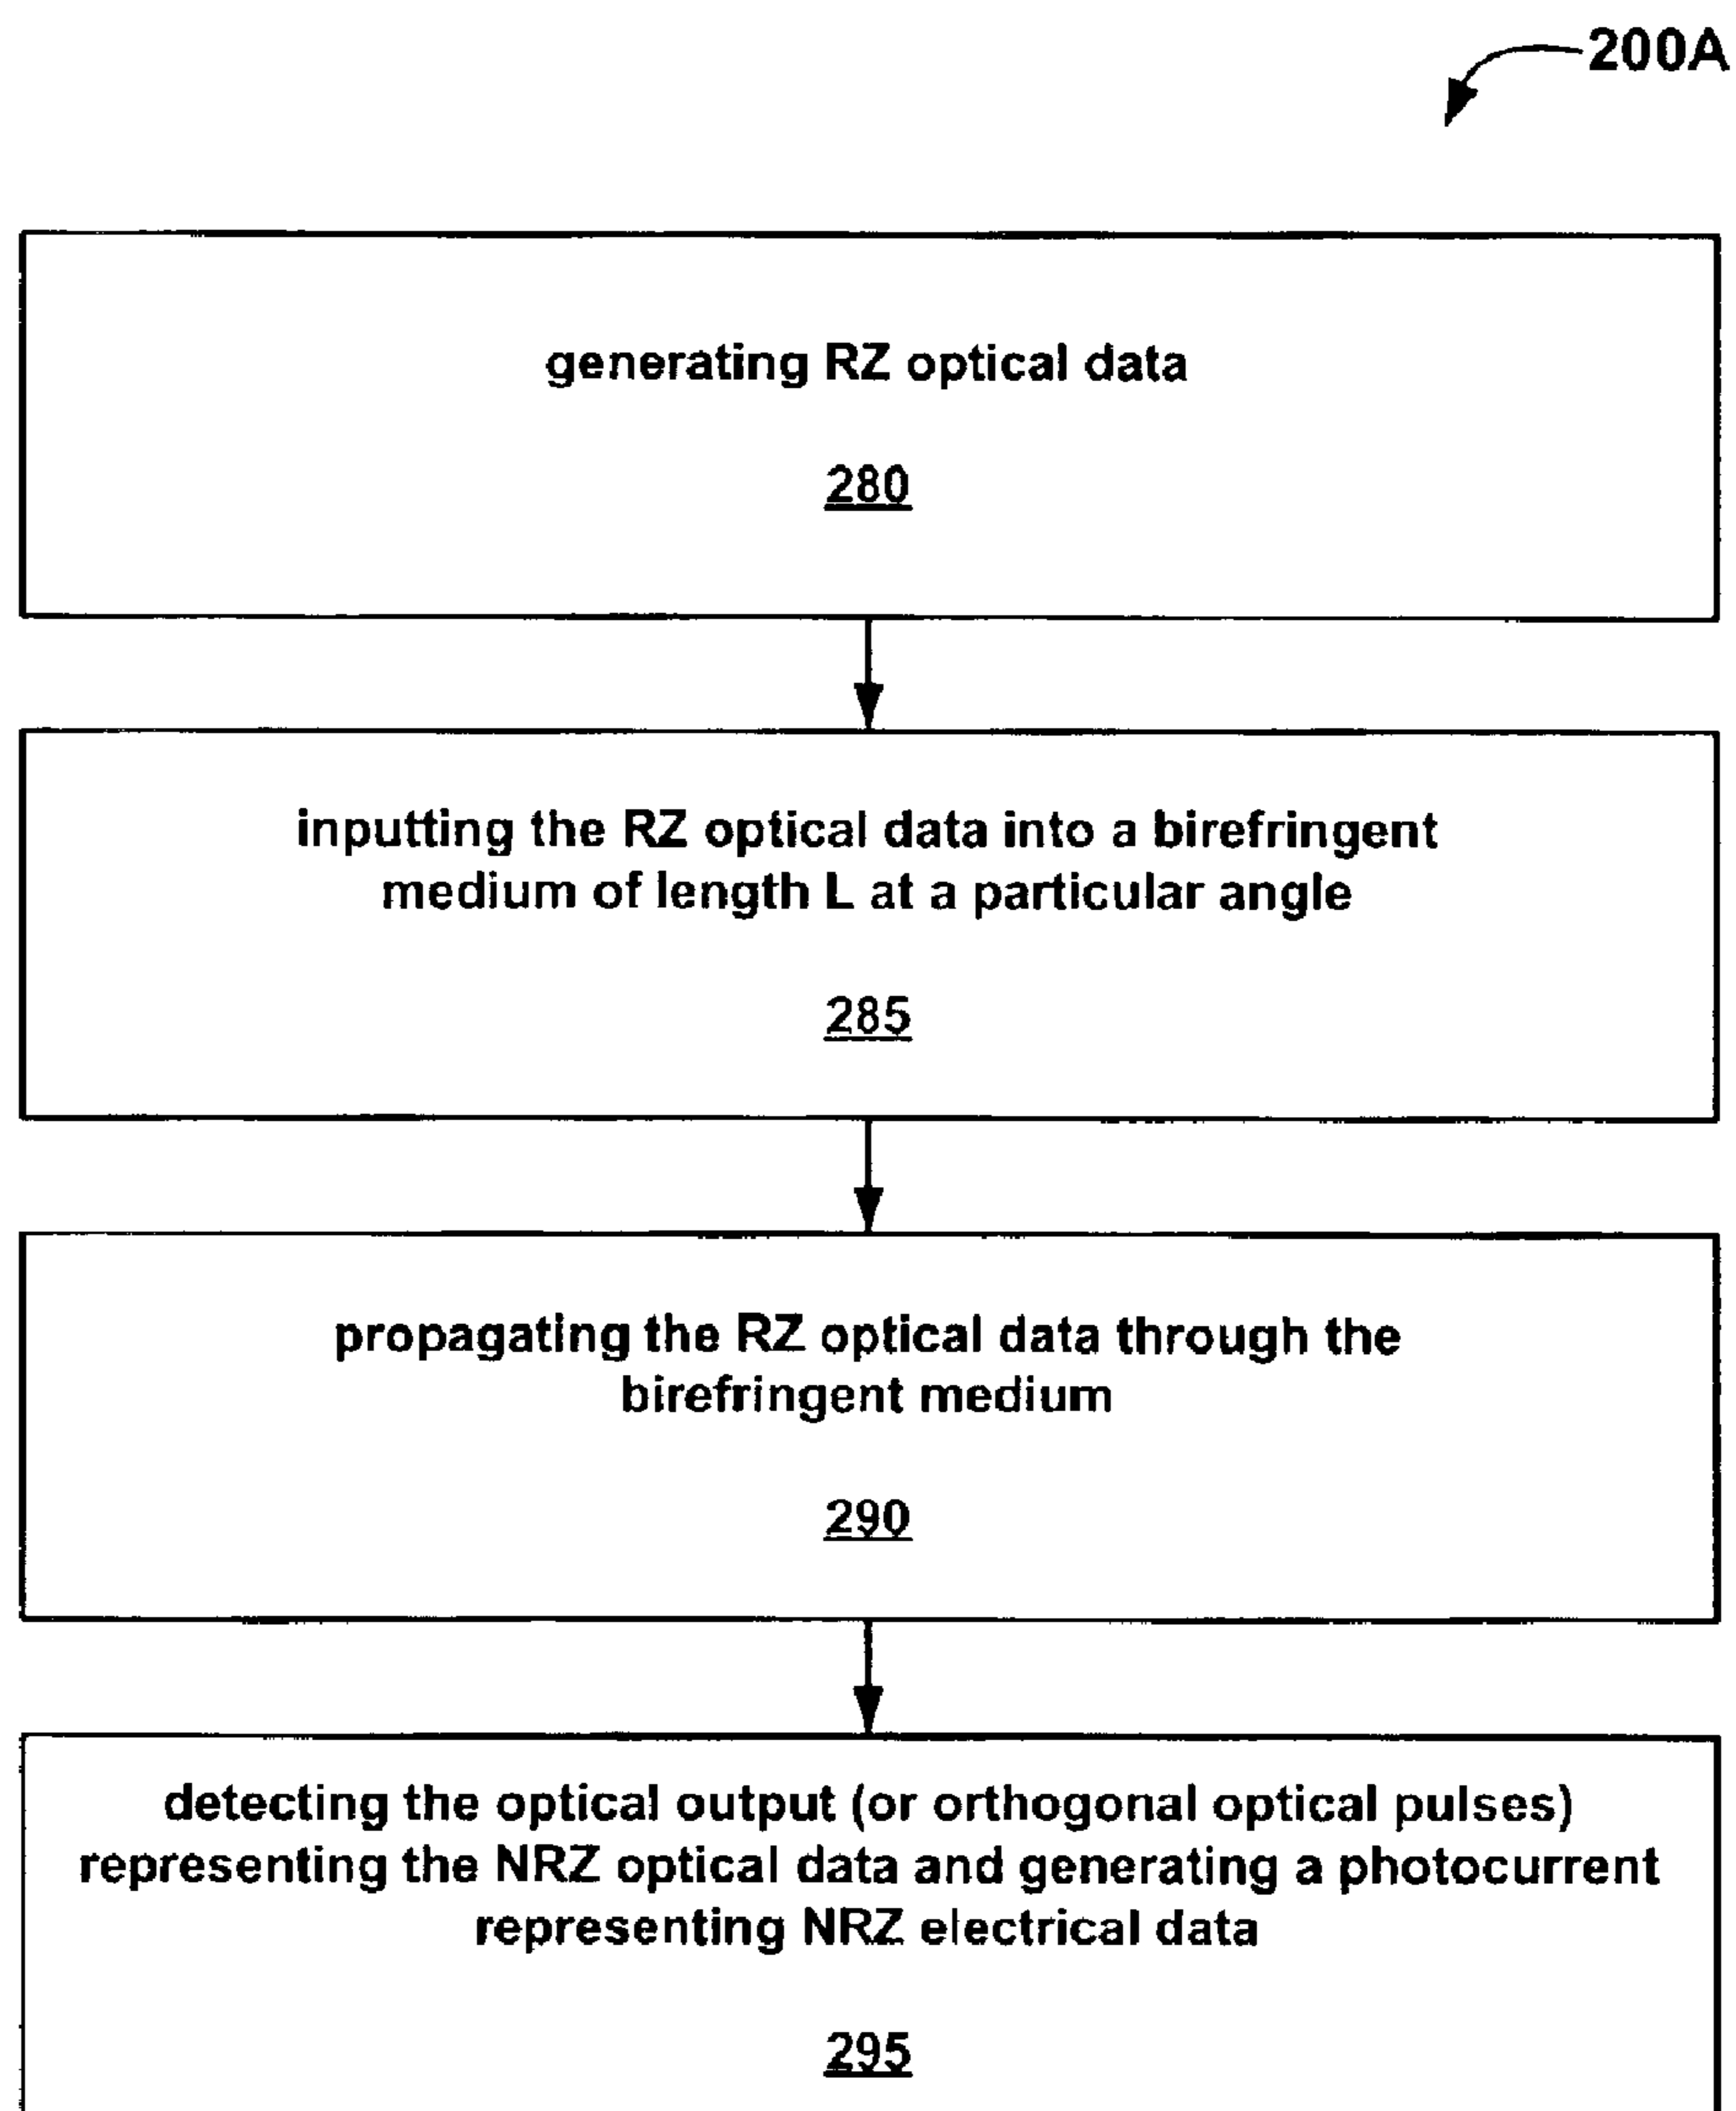 200A
generating RZ optical data
280
inputting the RZ optical data into a birefringent
medium of length L at a particular angle
285
propagating the RZ optical data through the
birefringent medium
290
detecting the optical output (or orthogonal optical pulses)
representing the NRZ optical data and generating a photocurrent
representing NRZ electrical data
295